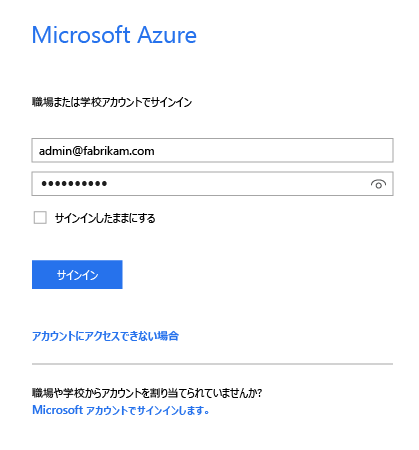 Microsoft Azure
職場または学校アカウントでサインイン
admin@fabrikam.com
••••••••••
サインインしたままにする
サインイン
アカウントにアクセスできない場合
職場や学校からアカウントを割り当てられていませんか?
Microsoft アカウントでサインインします。